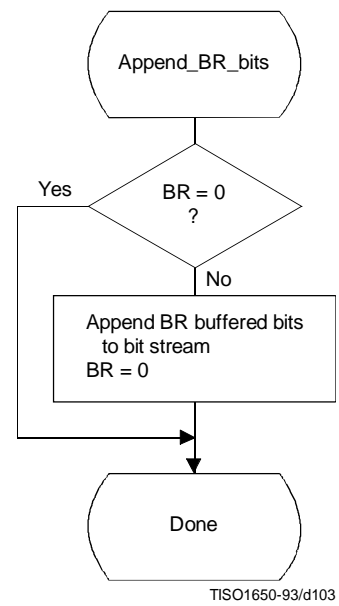 Append_BR_bits
Yes
BR = 0
?
No
Append BR buffered bits
to bit stream
BR = 0
Done
TISO1650-93/d103